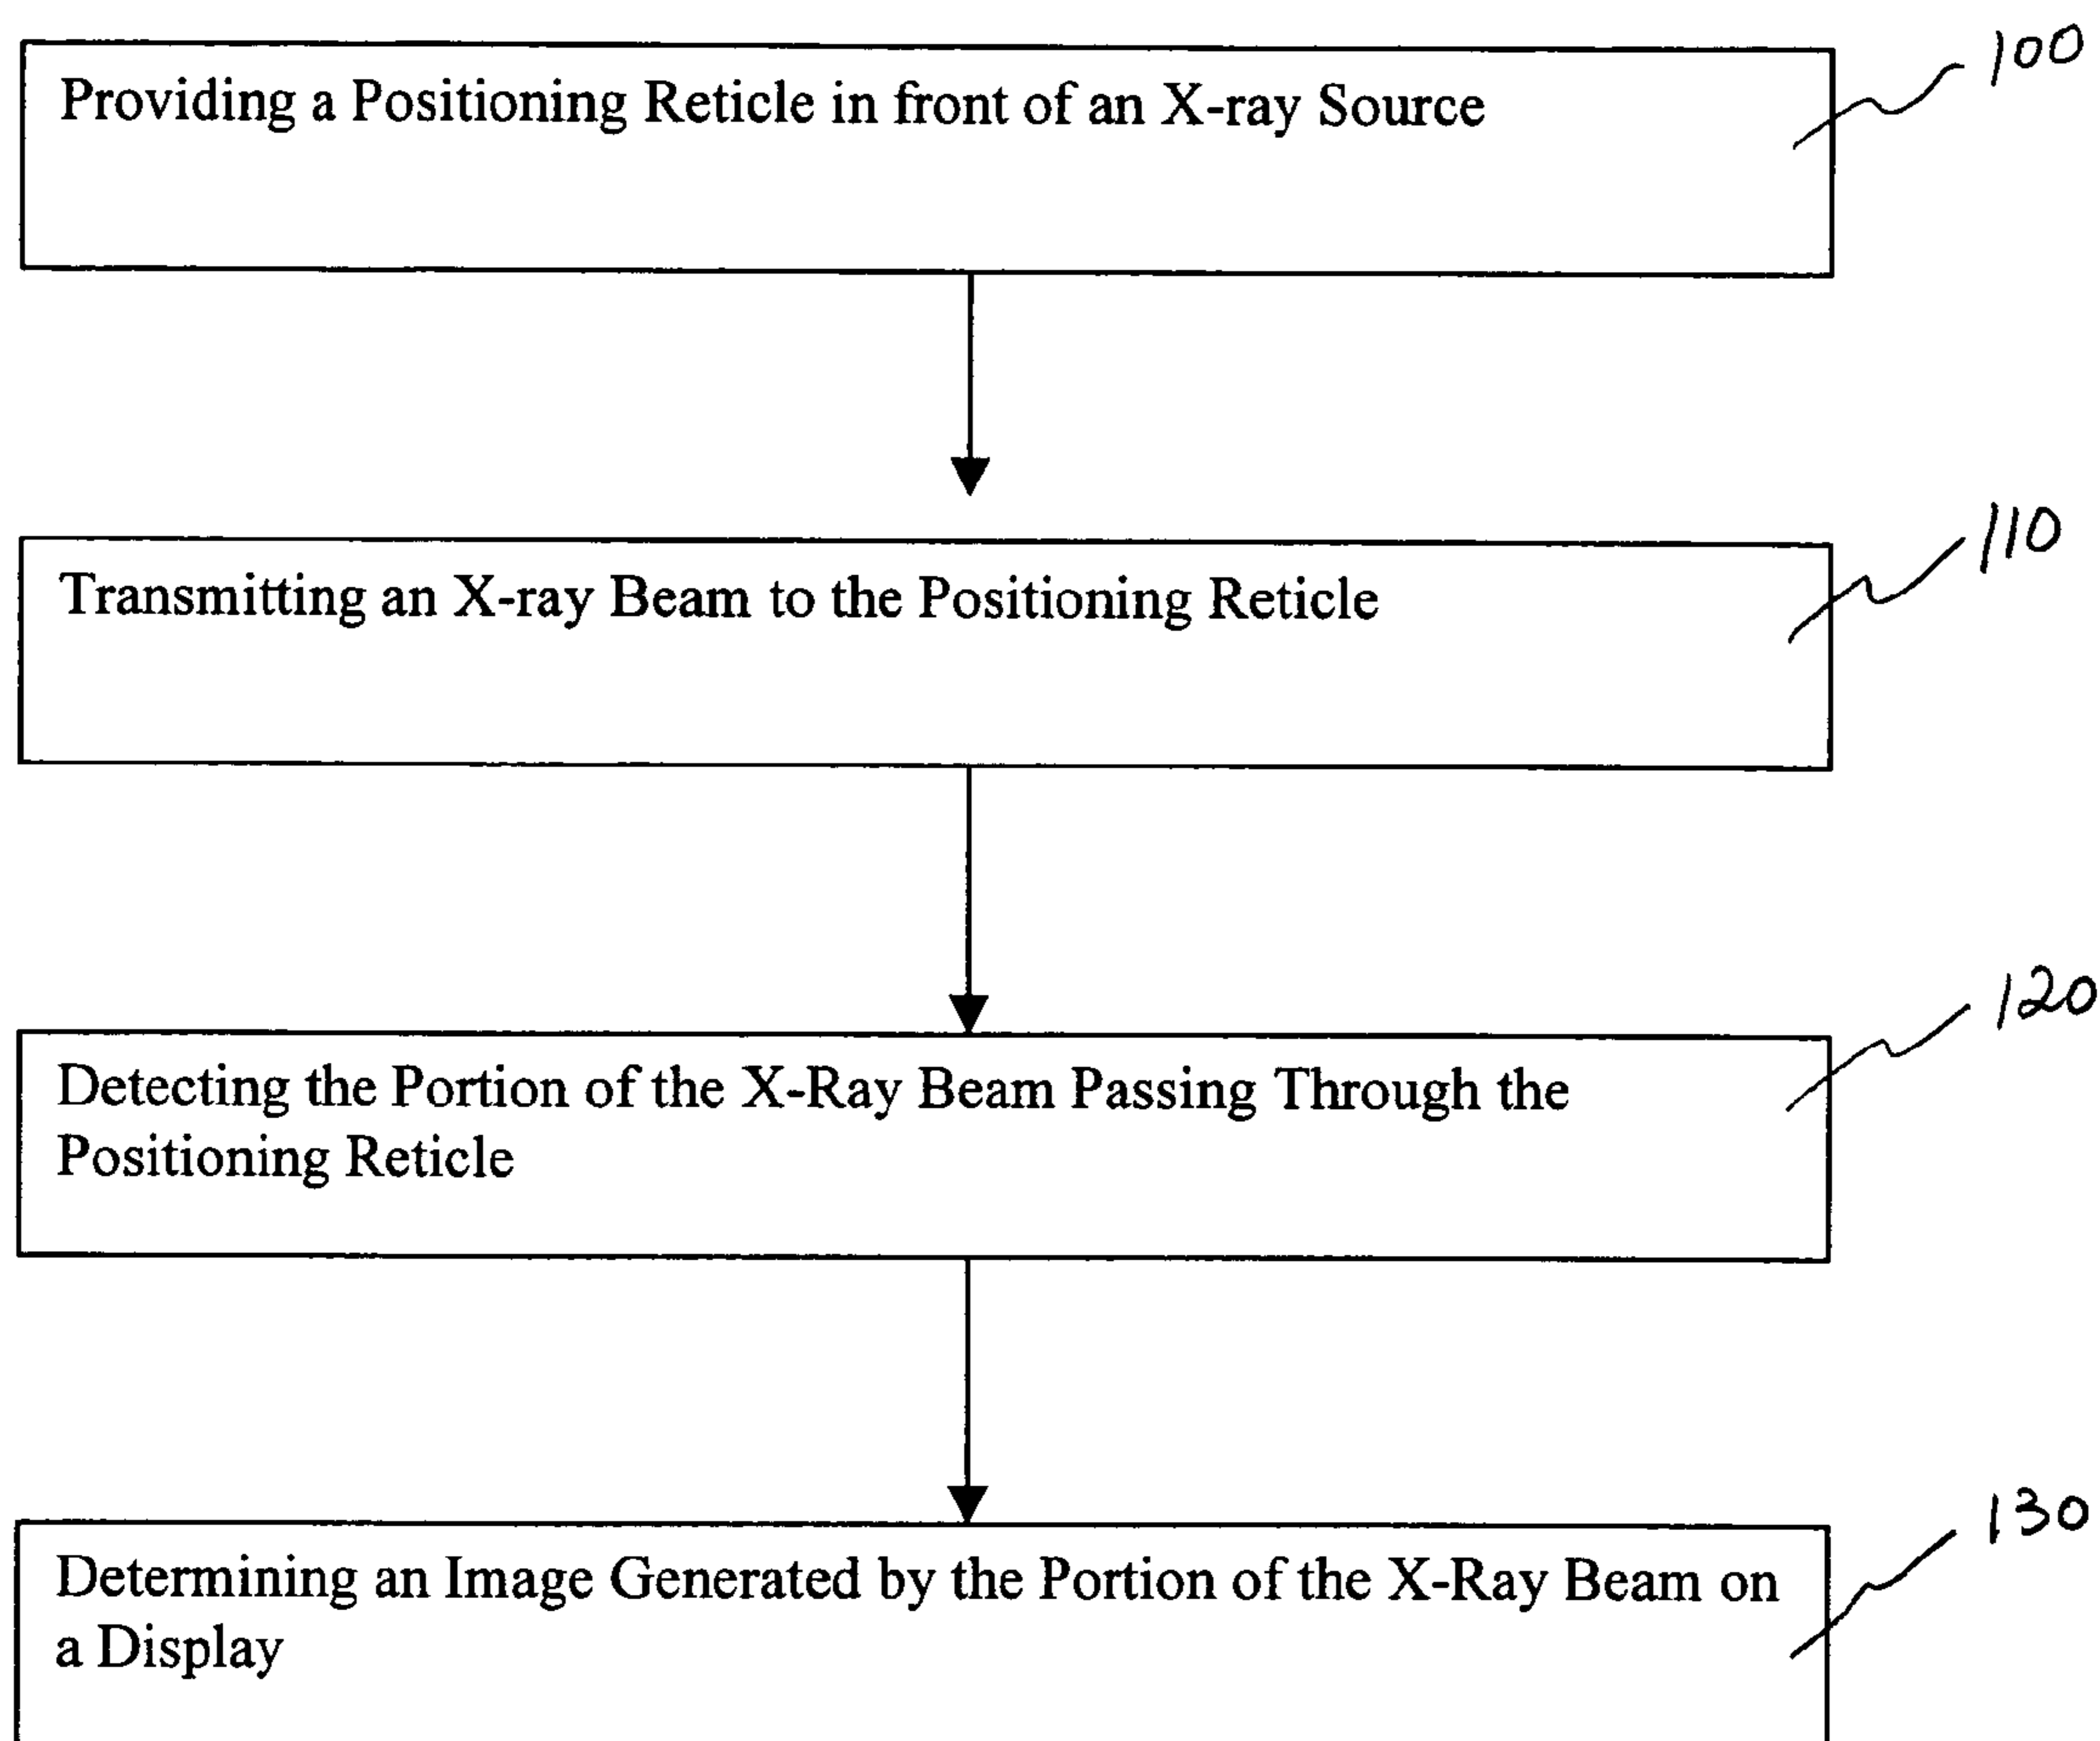 100
Providing a Positioning Reticle in front of an X-ray Source
110
Transmitting an X-ray Beam to the Positioning Reticle
120
Detecting the Portion of the X-Ray Beam Passing Through the
Positioning Reticle
130
Determining an Image Generated by the Portion of the X-Ray Beam on
a Display